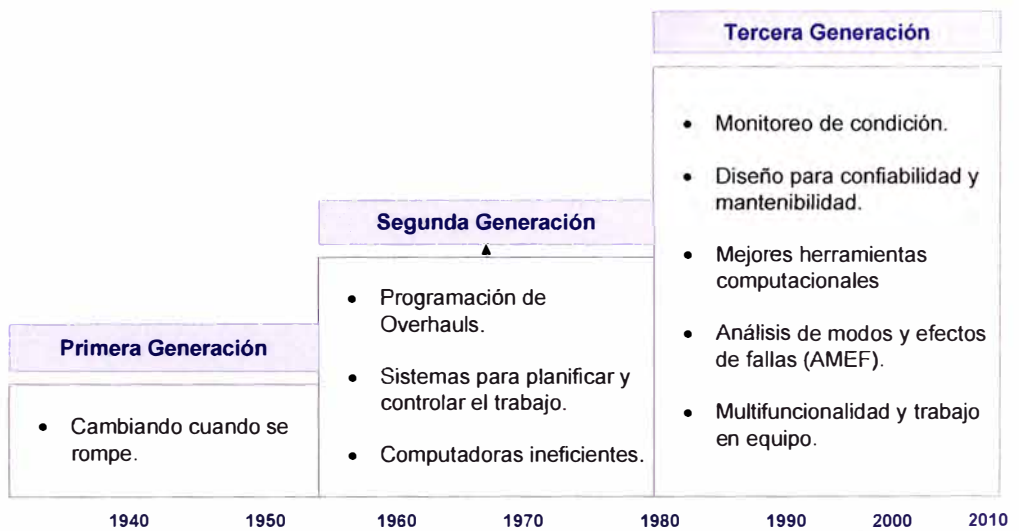 Tercera Generación
Monitoreo de condición.
Diseño para confiabilidad y
mantenibilidad.
Mejores herramientas
computacionales
Análisis de modos y efectos
de fallas (AMEF).
Multifuncionalidad y trabajo
en equipo.
Segunda Generación
Programación de
Overhauls.
Sistemas para planificar y
controlar el trabajo.
Computadoras ineficientes.
Primera Generación
Cambiando cuando se
rompe.
1940 1950 1960 1970 1980 1990 2000 2010